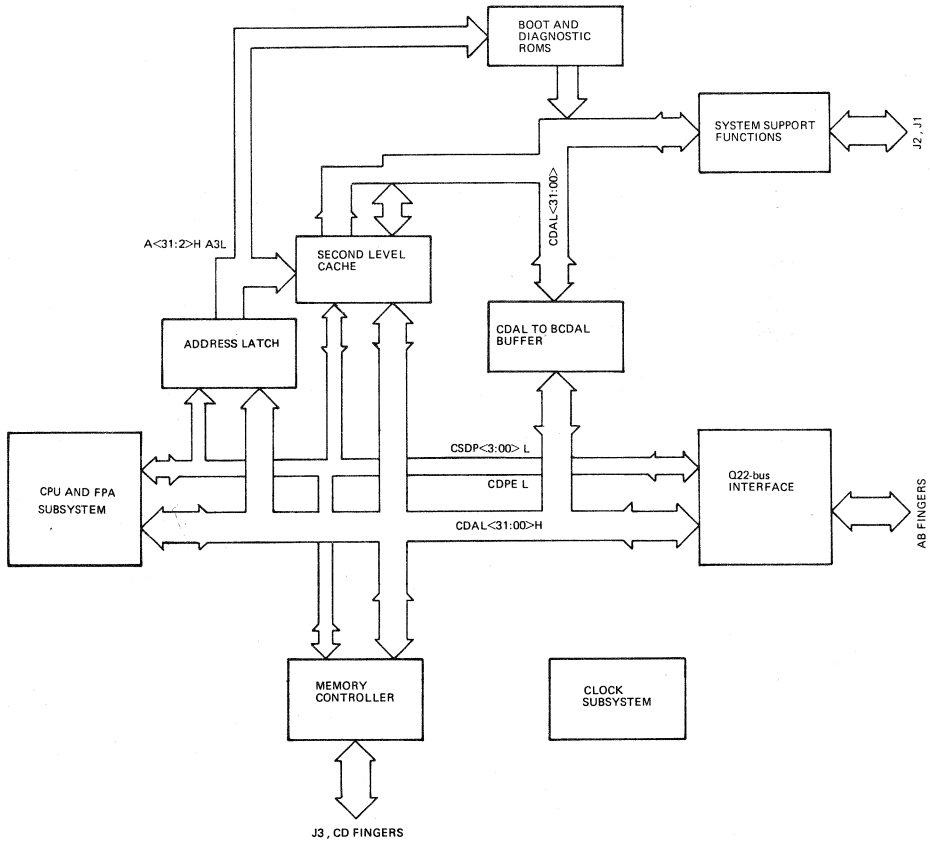 BOOT AND
DIAGNOSTIC
ROMS
SYSTEM SUPPORT
FUNCTIONS
J2 , J1
CDAL<31:00>
A<31:2>H A3L
SECOND LEVEL
CACHE
ADDRESS LATCH
CDAL TO BCDAL
BUFFER
CPU AND FPA
SUBSYSTEM
CSDP<3:00> L
CDPE L
CDAL<31:00>H
Q22-bus
INTERFACE
AB FINGERS
MEMORY
CONTROLLER
CLOCK
SUBSYSTEM
J3 , CD FINGERS